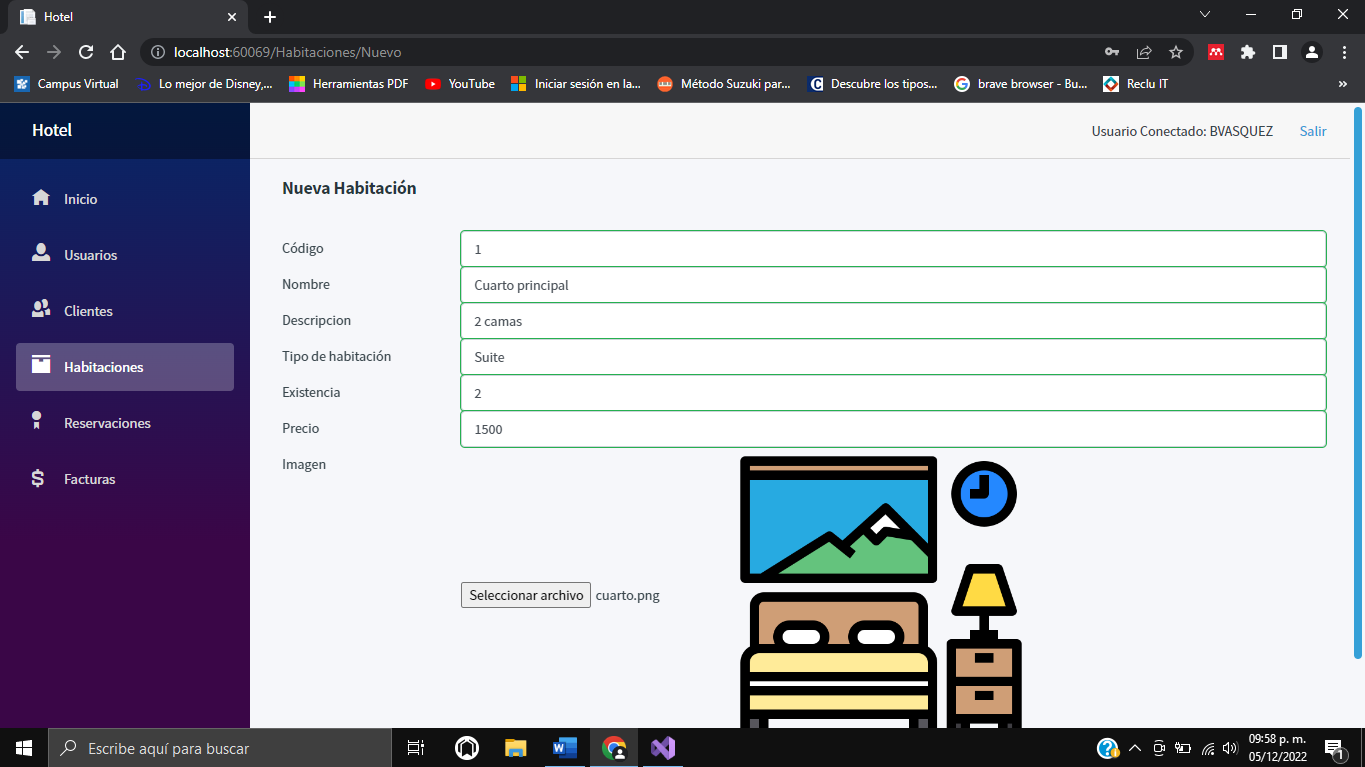 Hotel
localhost:60069/Habitaciones/Nuevo
Campus Virtual Lo mejor de Disney,... Herramientas PDF YouTube Iniciar sesión en la... Método Suzuki par... Descubre los tipos... brave browser - Bu... Reclu IT »
Hotel
Usuario Conectado: BVASQUEZ Salir
Inicio
Usuarios
Clientes
Habitaciones
Reservaciones
Facturas
Nueva Habitación
Código 1
Nombre Cuarto principal
Descripcion 2 camas
Tipo de habitación Suite
Existencia 2
Precio 1500
Imagen
Seleccionar archivo cuarto.png
Escribe aquí para buscar
09:58 p. m.
05/12/2022
1